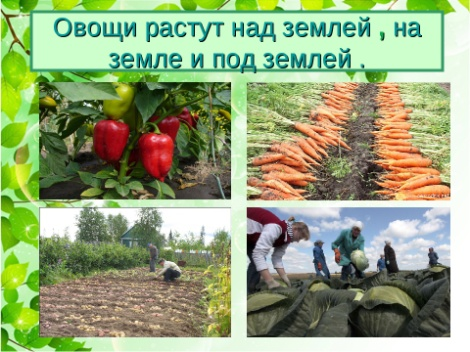 Овощи растут над землей , на
земле и под землей .